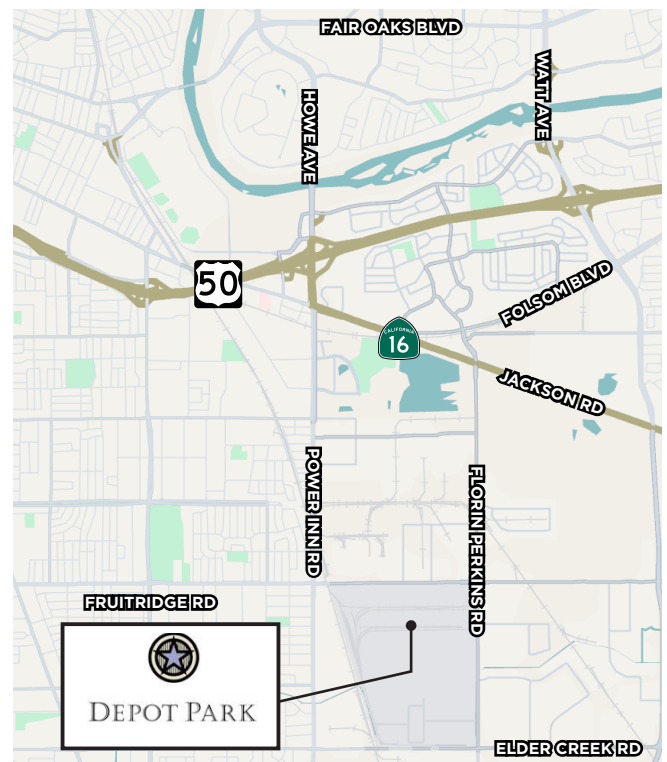 FAIR OAKS BLVD
WATT AVE
HOWE AVE
50
FOLSOM BLVD
CALIFORNIA
16
JACKSON RD
POWER INN RD
FLORIN PERKINS RD
FRUITRIDGE RD
DEPOT PARK
ELDER CREEK RD